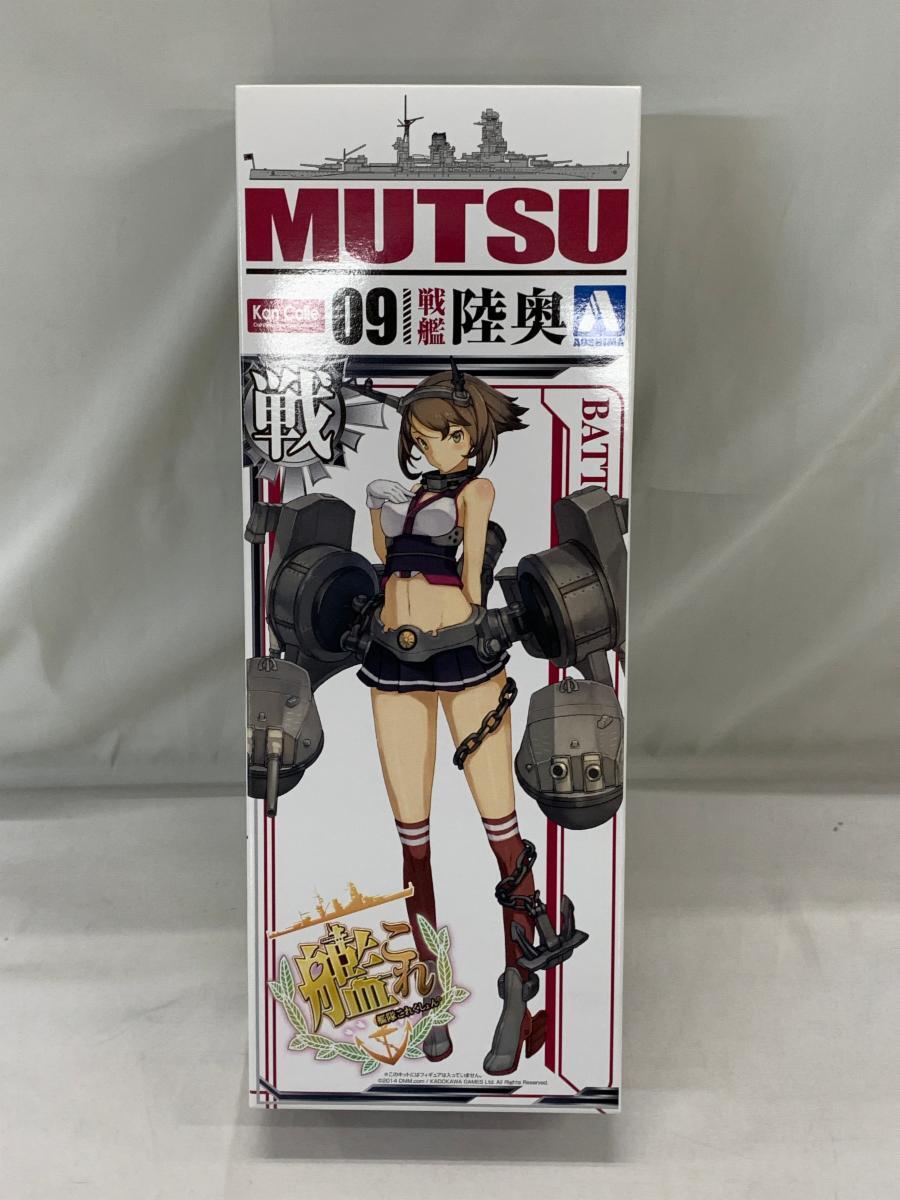 MUTSU
Kan Colle
09 戦艦 陸奥
AOSHIMA
戦
BATT
艦これ
艦隊これくしょん
※このキットにはフィギュアは入っていません。
©2014 DMM.com / KADOKAWA GAMES Ltd. All Rights Reserved.